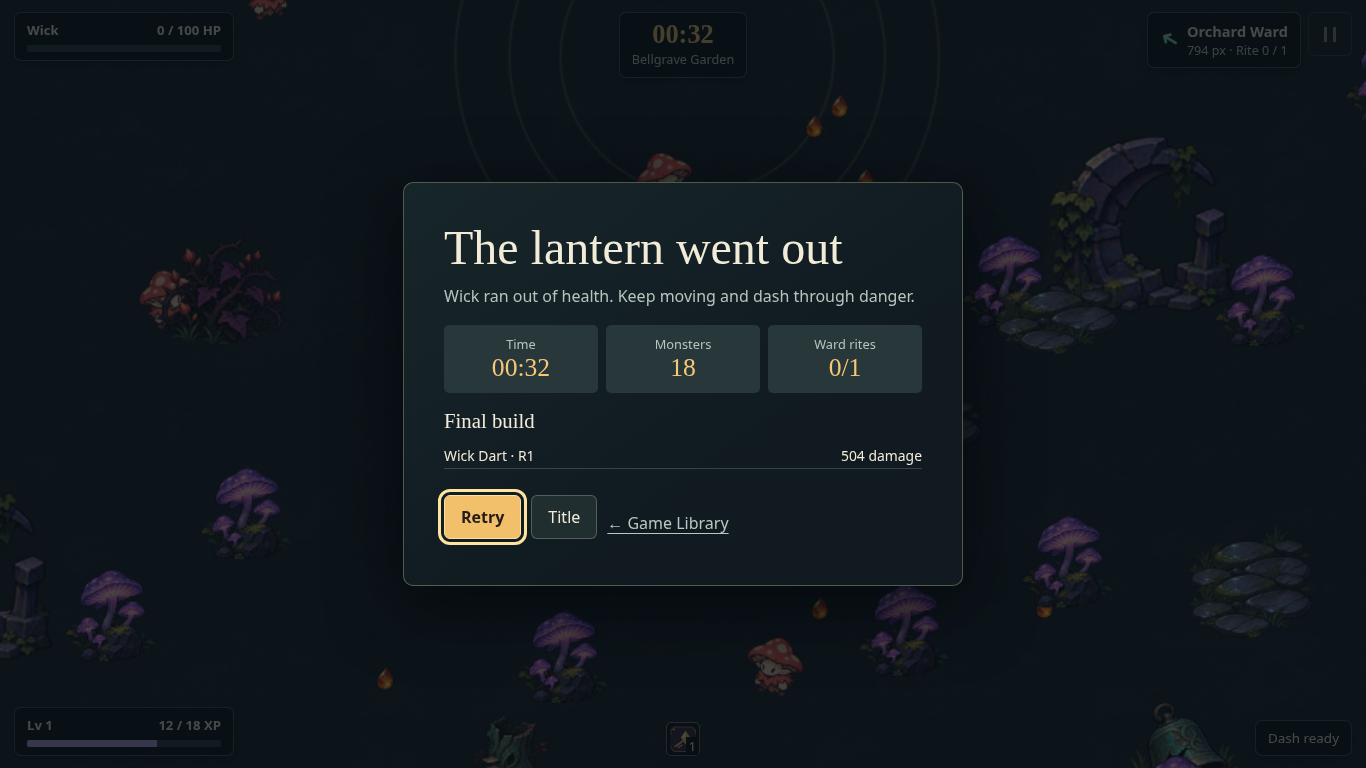 Wick 0 / 100 HP
00:32
Bellgrave Garden
Orchard Ward
794 px · Rite 0 / 1
The lantern went out
Wick ran out of health. Keep moving and dash through danger.
Time Monsters Ward rites
00:32 18 0/1
Final build
Wick Dart · R1 504 damage
Retry Title ← Game Library
Lv 1 12 / 18 XP
1
Dash ready